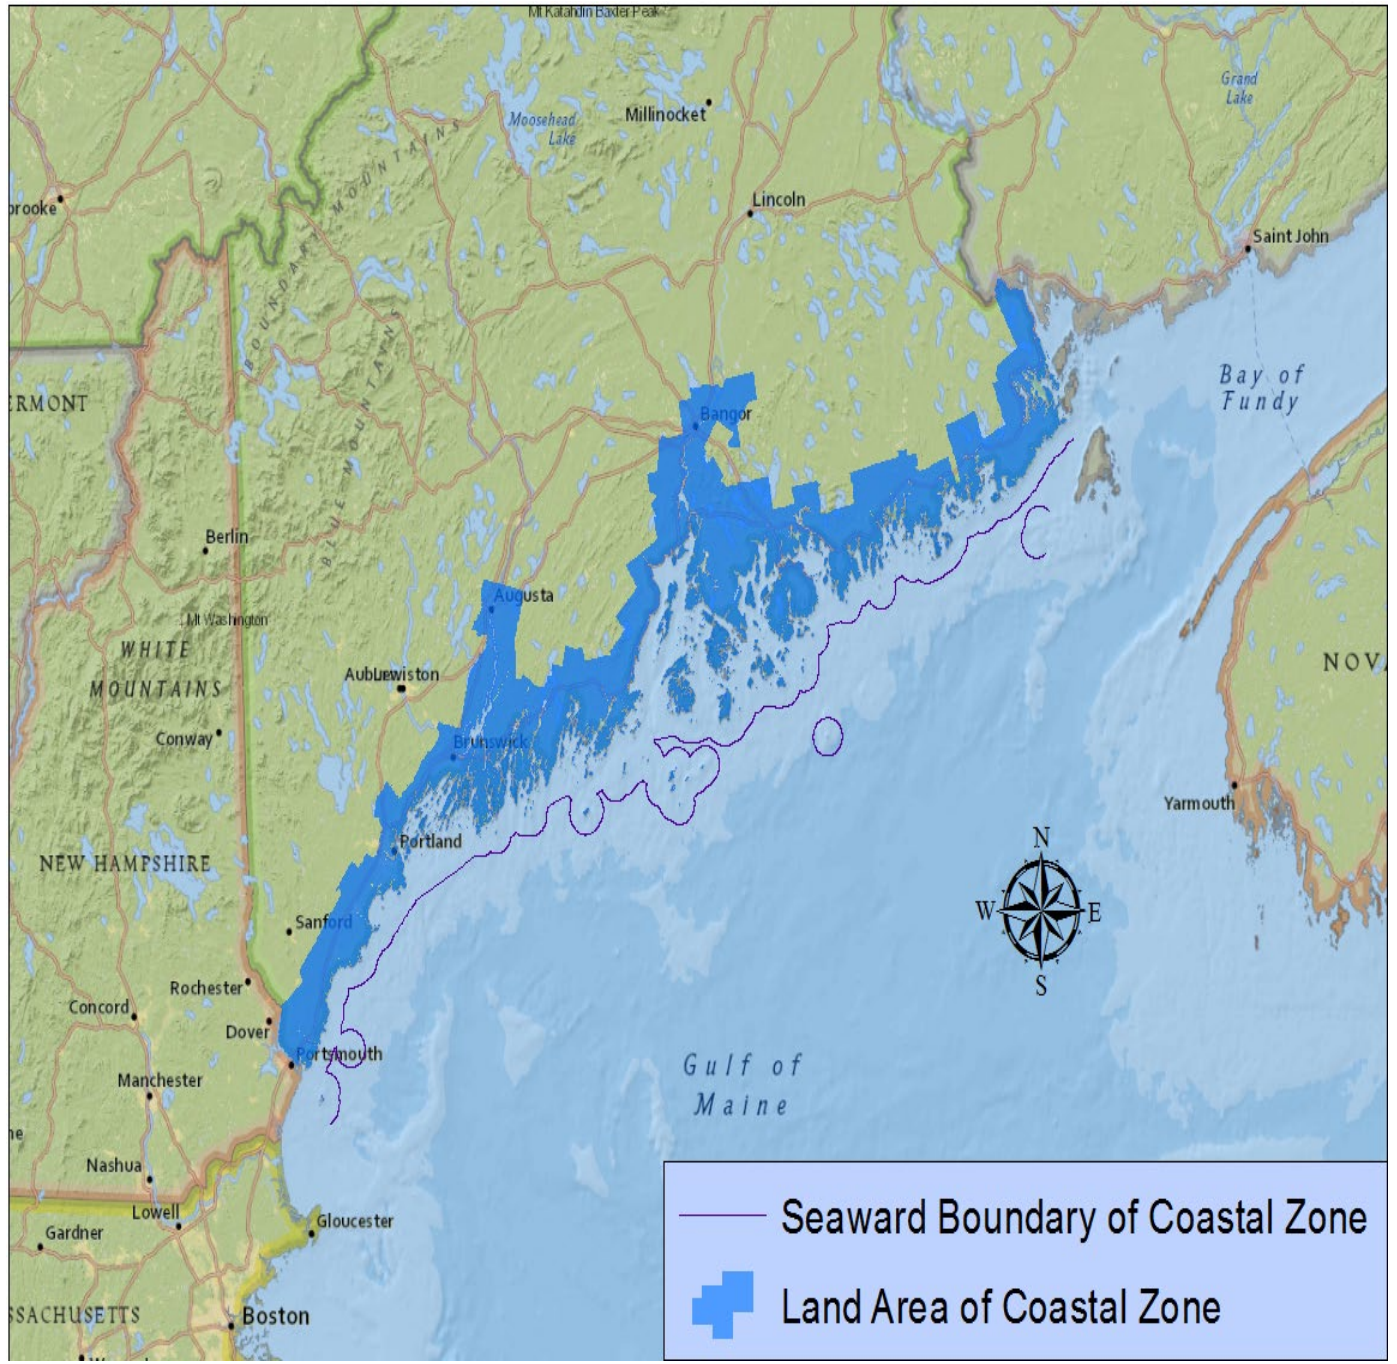 Mt Katahdin Baxter Peak
Grand
Lake
Moosehead
Lake
Millinocket
BOUNDARY MOUNTAINS
Lincoln
brooke
Saint John
Bay of
Fundy
ERMONT
Bangor
BLUE MOUNTAINS
Berlin
Augusta
Mt Washington
WHITE
MOUNTAINS
Auburn
Lewiston
NOVA
Conway
Brunswick
Yarmouth
Portland
NEW HAMPSHIRE
N
W
E
S
Sanford
Rochester
Concord
Dover
Portsmouth
Gulf of
Maine
Manchester
ne
Nashua
Lowell
Gloucester
Gardner
SSACHUSETTS
Boston
Seaward Boundary of Coastal Zone
Land Area of Coastal Zone